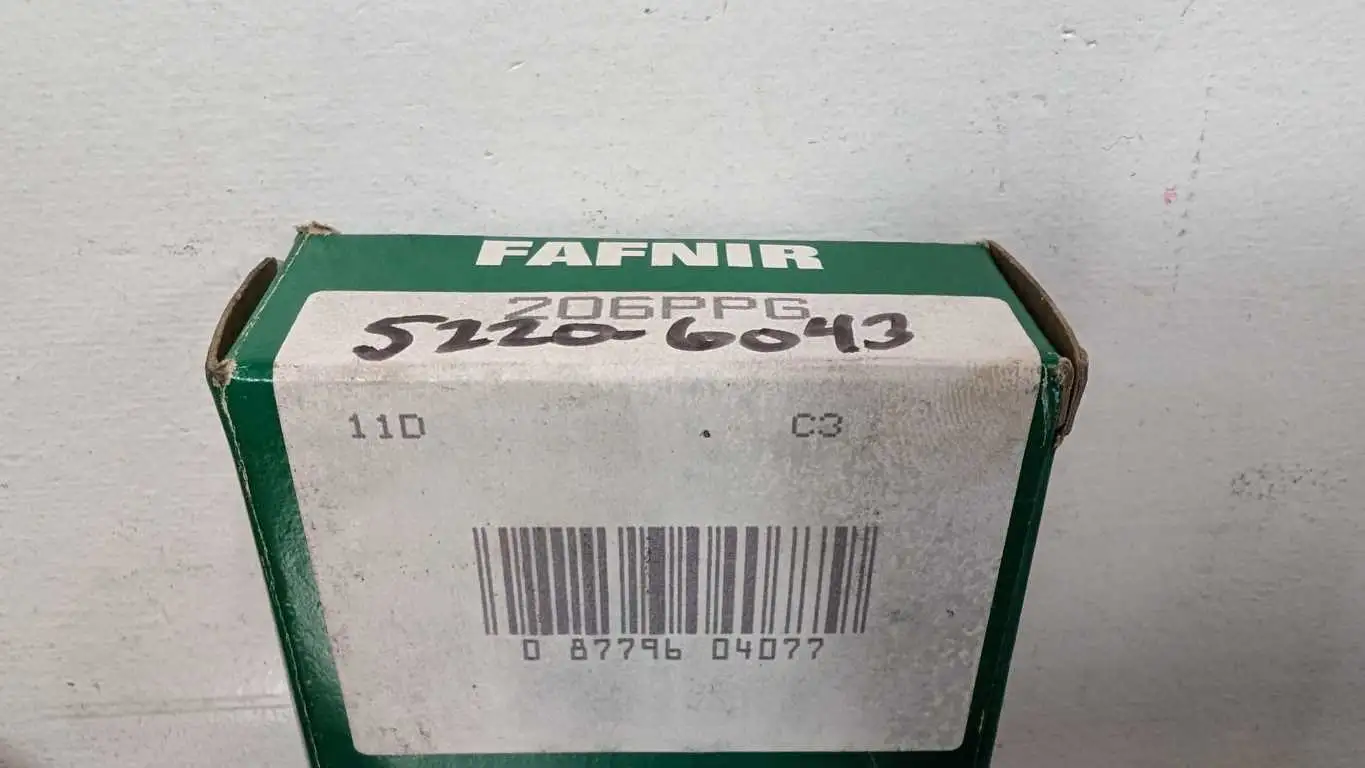 FAFNIR
206PPG
5220-6043
11D . C3
0 87796 04077